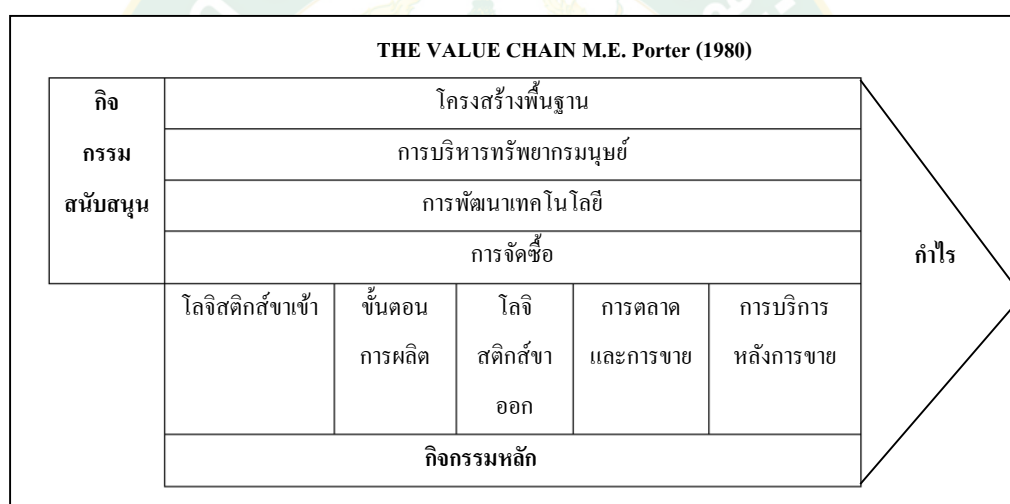 THE VALUE CHAIN M.E. Porter (1980)
กิจ
กรรม
สนับสนุน
โครงสร้างพื้นฐาน
การบริหารทรัพยากรมนุษย์
การพัฒนาเทคโนโลยี
การจัดซื้อ
กำไร
โลจิสติกส์ขาเข้า
ขั้นตอน
การผลิต
โลจิ
สติกส์ขา
ออก
การตลาด
และการขาย
การบริการ
หลังการขาย
กิจกรรมหลัก